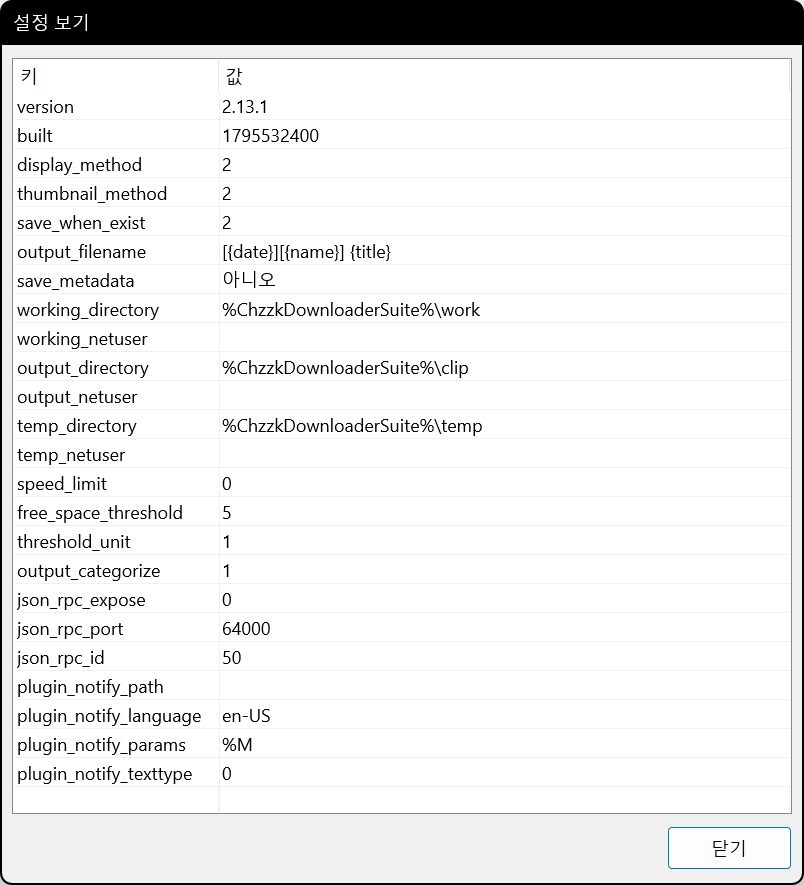 설정 보기
키 값
version 2.13.1
built 1795532400
display_method 2
thumbnail_method 2
save_when_exist 2
output_filename [{date}][{name}] {title}
save_metadata 아니오
working_directory %ChzzkDownloaderSuite%\work
working_netuser
output_directory %ChzzkDownloaderSuite%\clip
output_netuser
temp_directory %ChzzkDownloaderSuite%\temp
temp_netuser
speed_limit 0
free_space_threshold 5
threshold_unit 1
output_categorize 1
json_rpc_expose 0
json_rpc_port 64000
json_rpc_id 50
plugin_notify_path
plugin_notify_language en-US
plugin_notify_params %M
plugin_notify_texttype 0
닫기